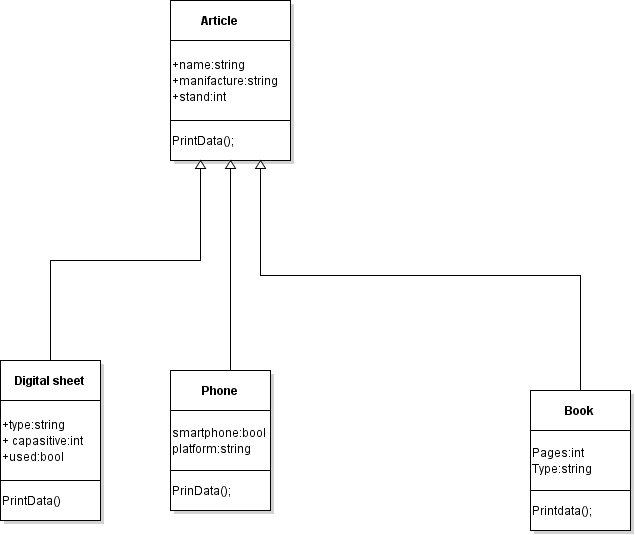 Article
+name:string
+manifacture:string
+stand:int
PrintData();
Digital sheet
+type:string
+ capasitive:int
+used:bool
PrintData()
Phone
smartphone:bool
platform:string
PrinData();
Book
Pages:int
Type:string
Printdata();